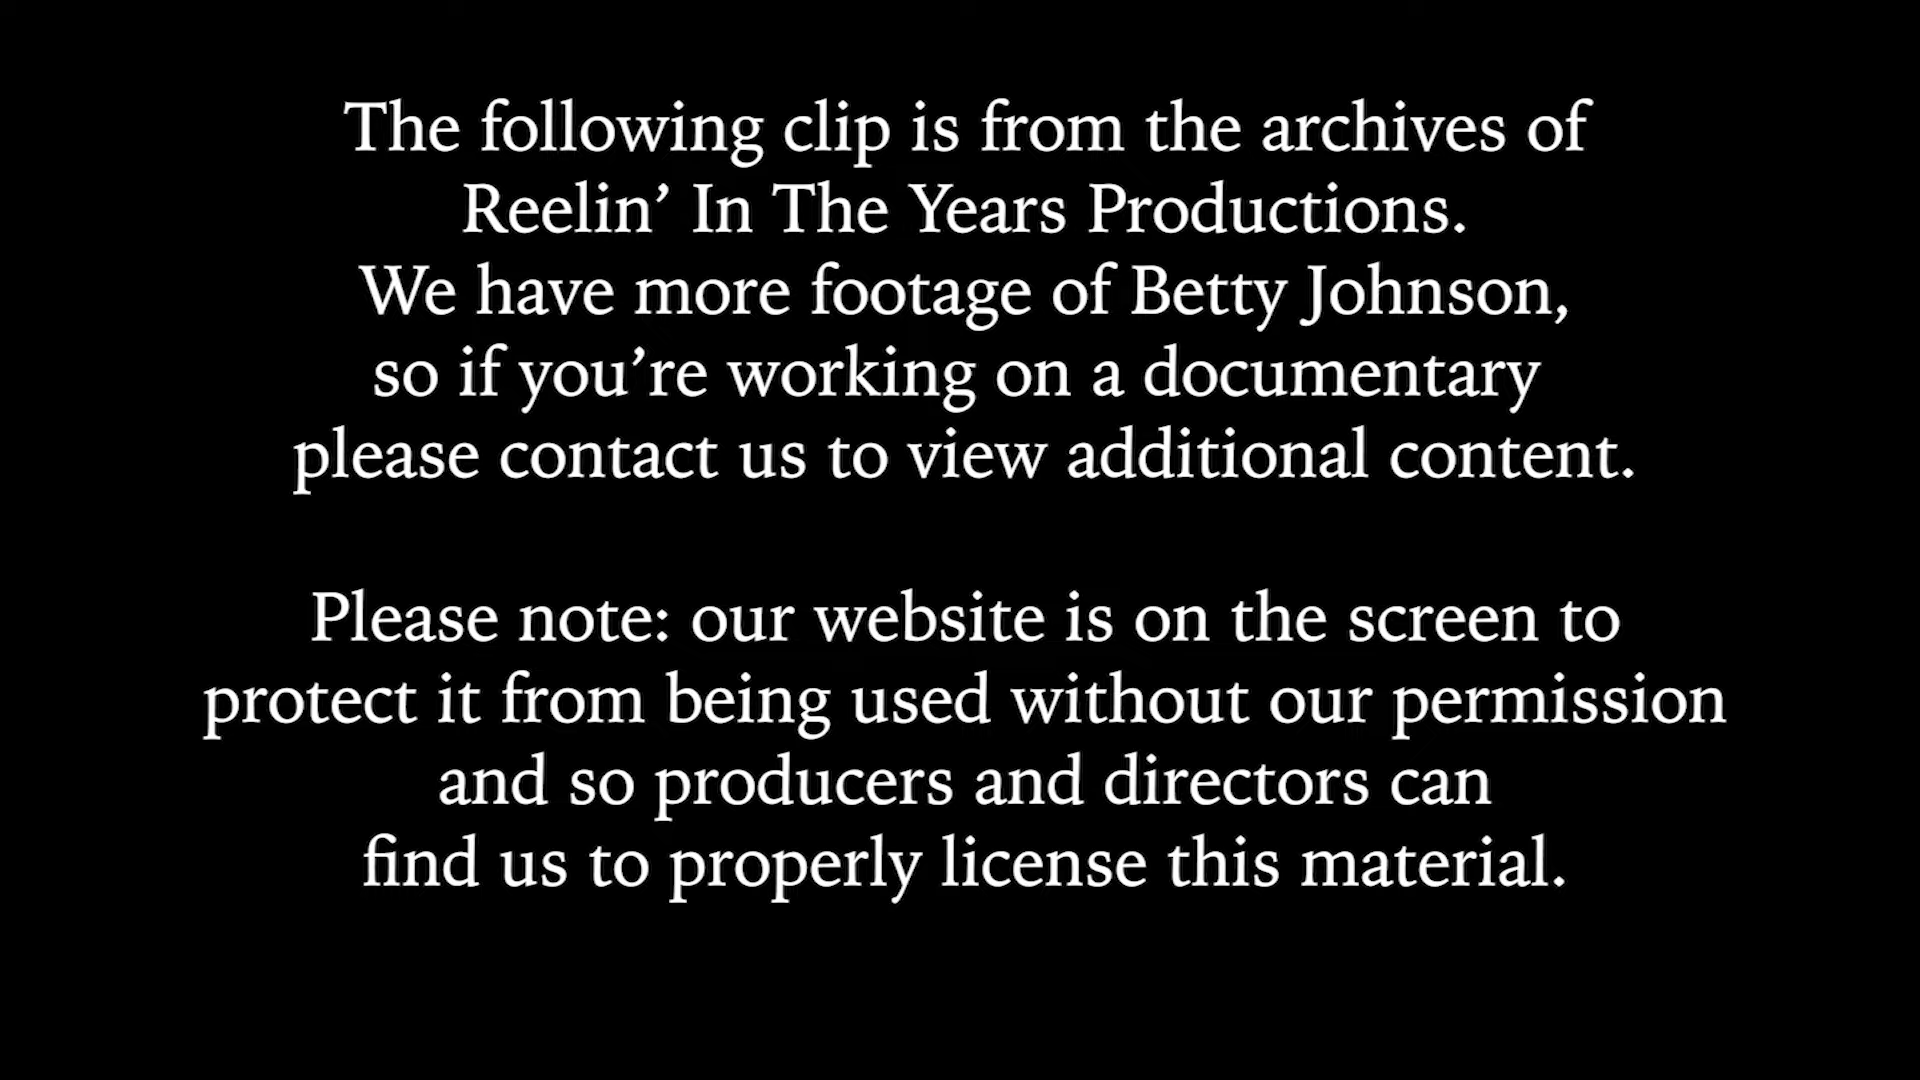 The following clip is from the archives of
Reelin’ In The Years Productions.
We have more footage of Betty Johnson,
so if you’re working on a documentary
please contact us to view additional content.
Please note: our website is on the screen to
protect it from being used without our permission
and so producers and directors can
find us to properly license this material.